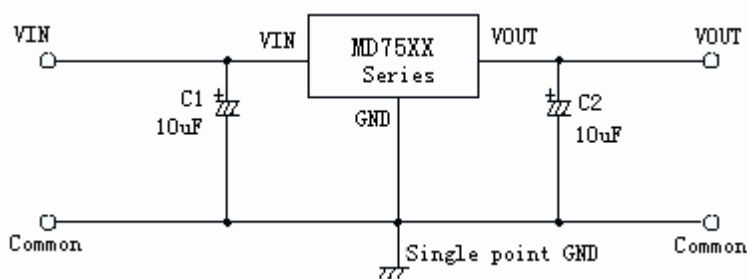 VIN
VIN
MD75XX
Series
VOUT
VOUT
C1
10uF
GND
C2
10uF
Common
Single point GND
Common